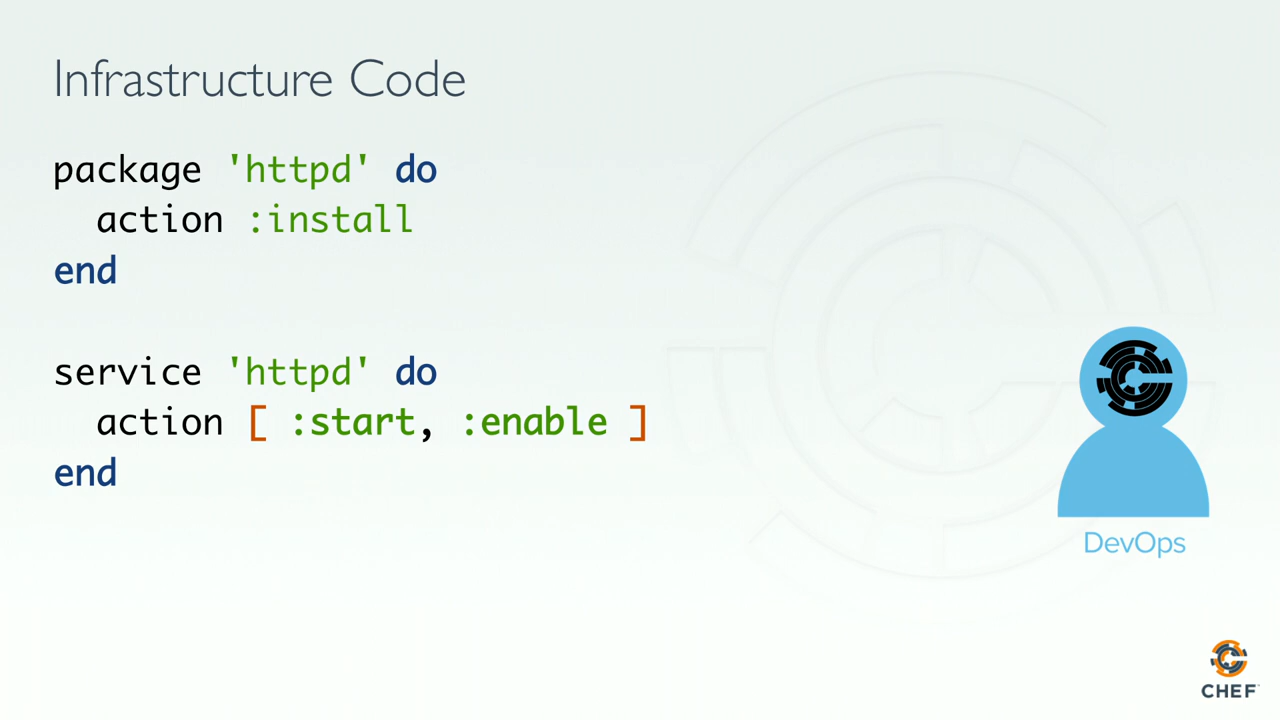 Infrastructure Code
package 'httpd' do
  action :install
end
service 'httpd' do
  action [ :start, :enable ]
end
DevOps
CHEF